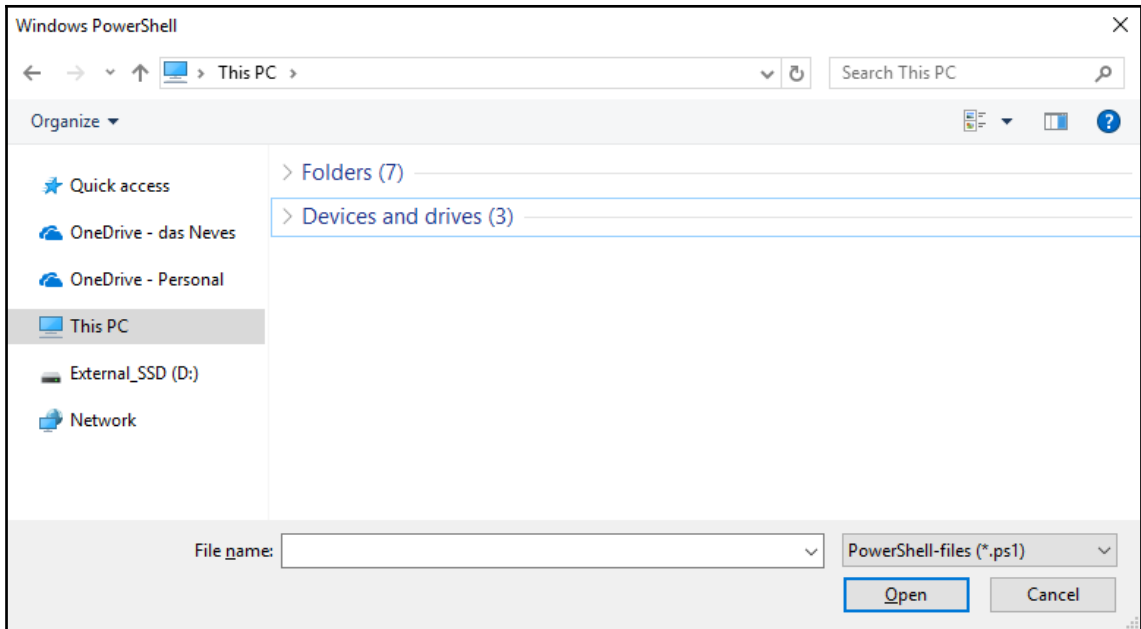 Windows PowerShell
This PC
Search This PC
Organize
?
Quick access
OneDrive - das Neves
OneDrive - Personal
This PC
External_SSD (D:)
Network
Folders (7)
Devices and drives (3)
File name:
PowerShell-files (*.ps1)
Open
Cancel